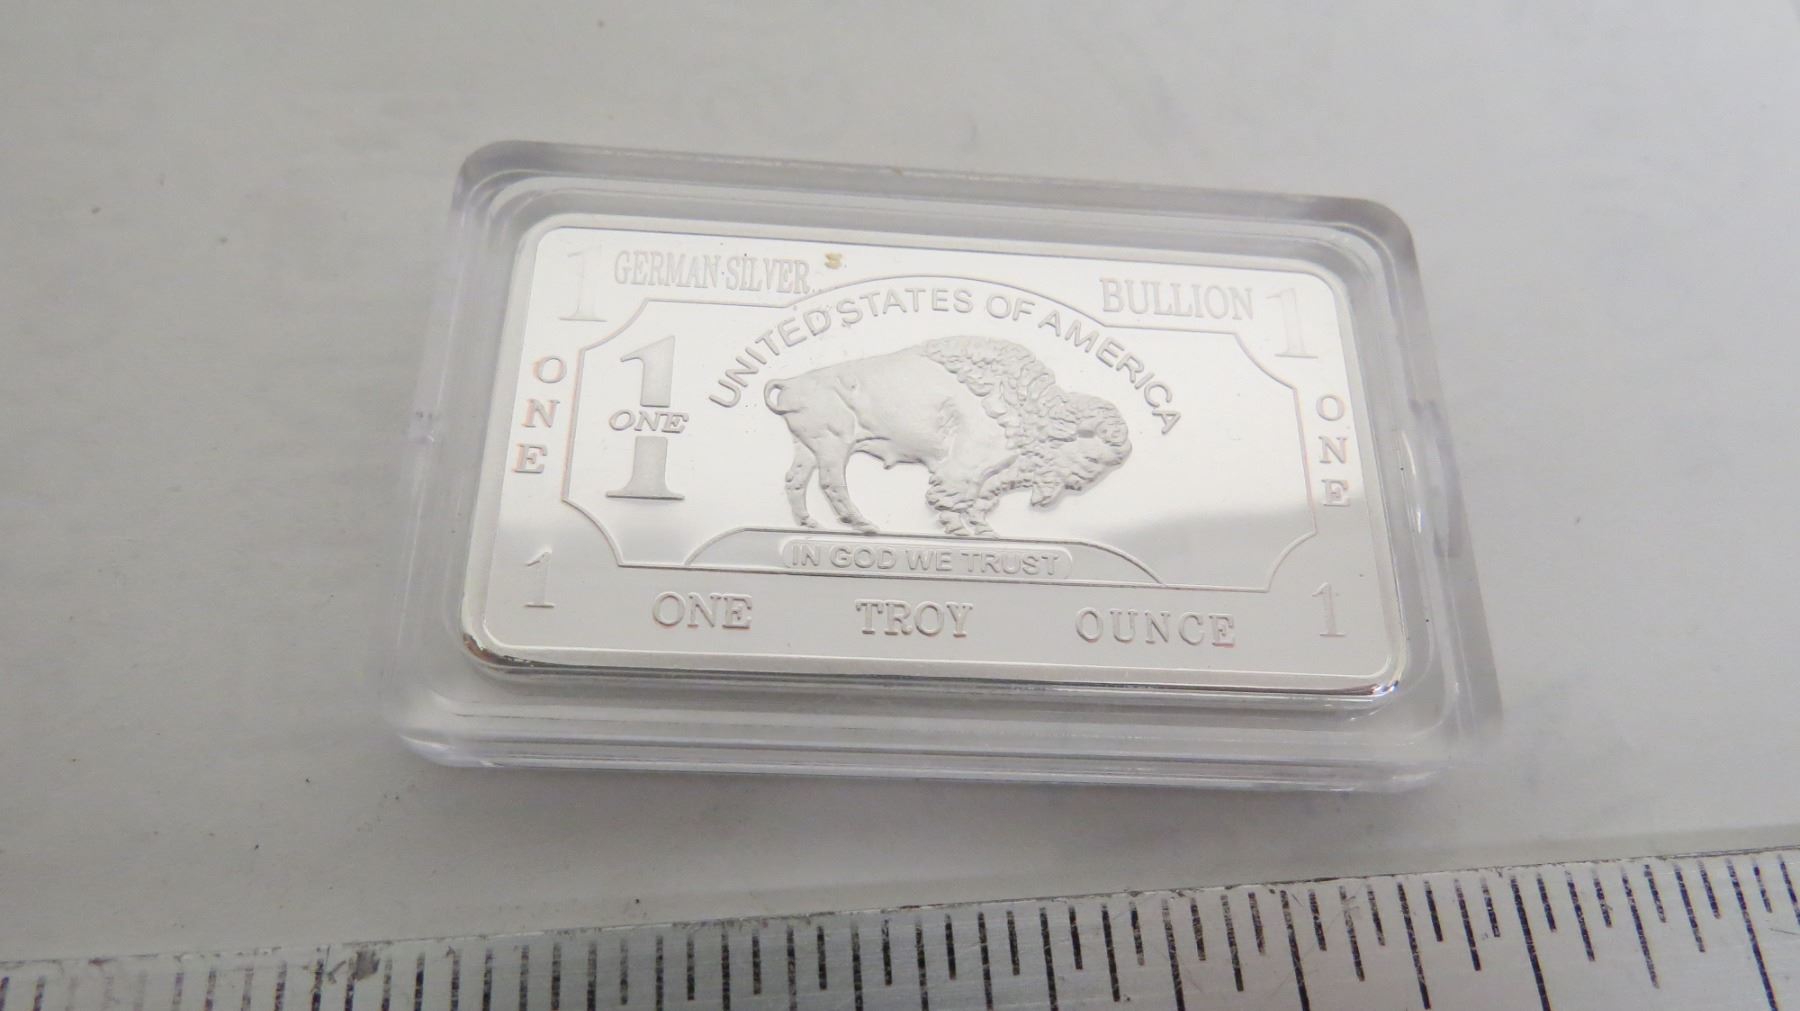 1 GERMAN SILVER BULLION 1
UNITED STATES OF AMERICA
1
ONE
ONE
ONE
IN GOD WE TRUST
1 ONE TROY OUNCE 1